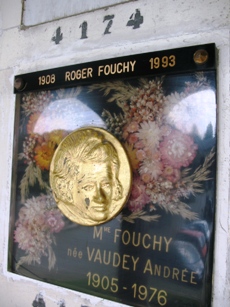 4174
1908 ROGER FOUCHY 1993
Mme FOUCHY
née VAUDEY ANDRÉE
1905-1976